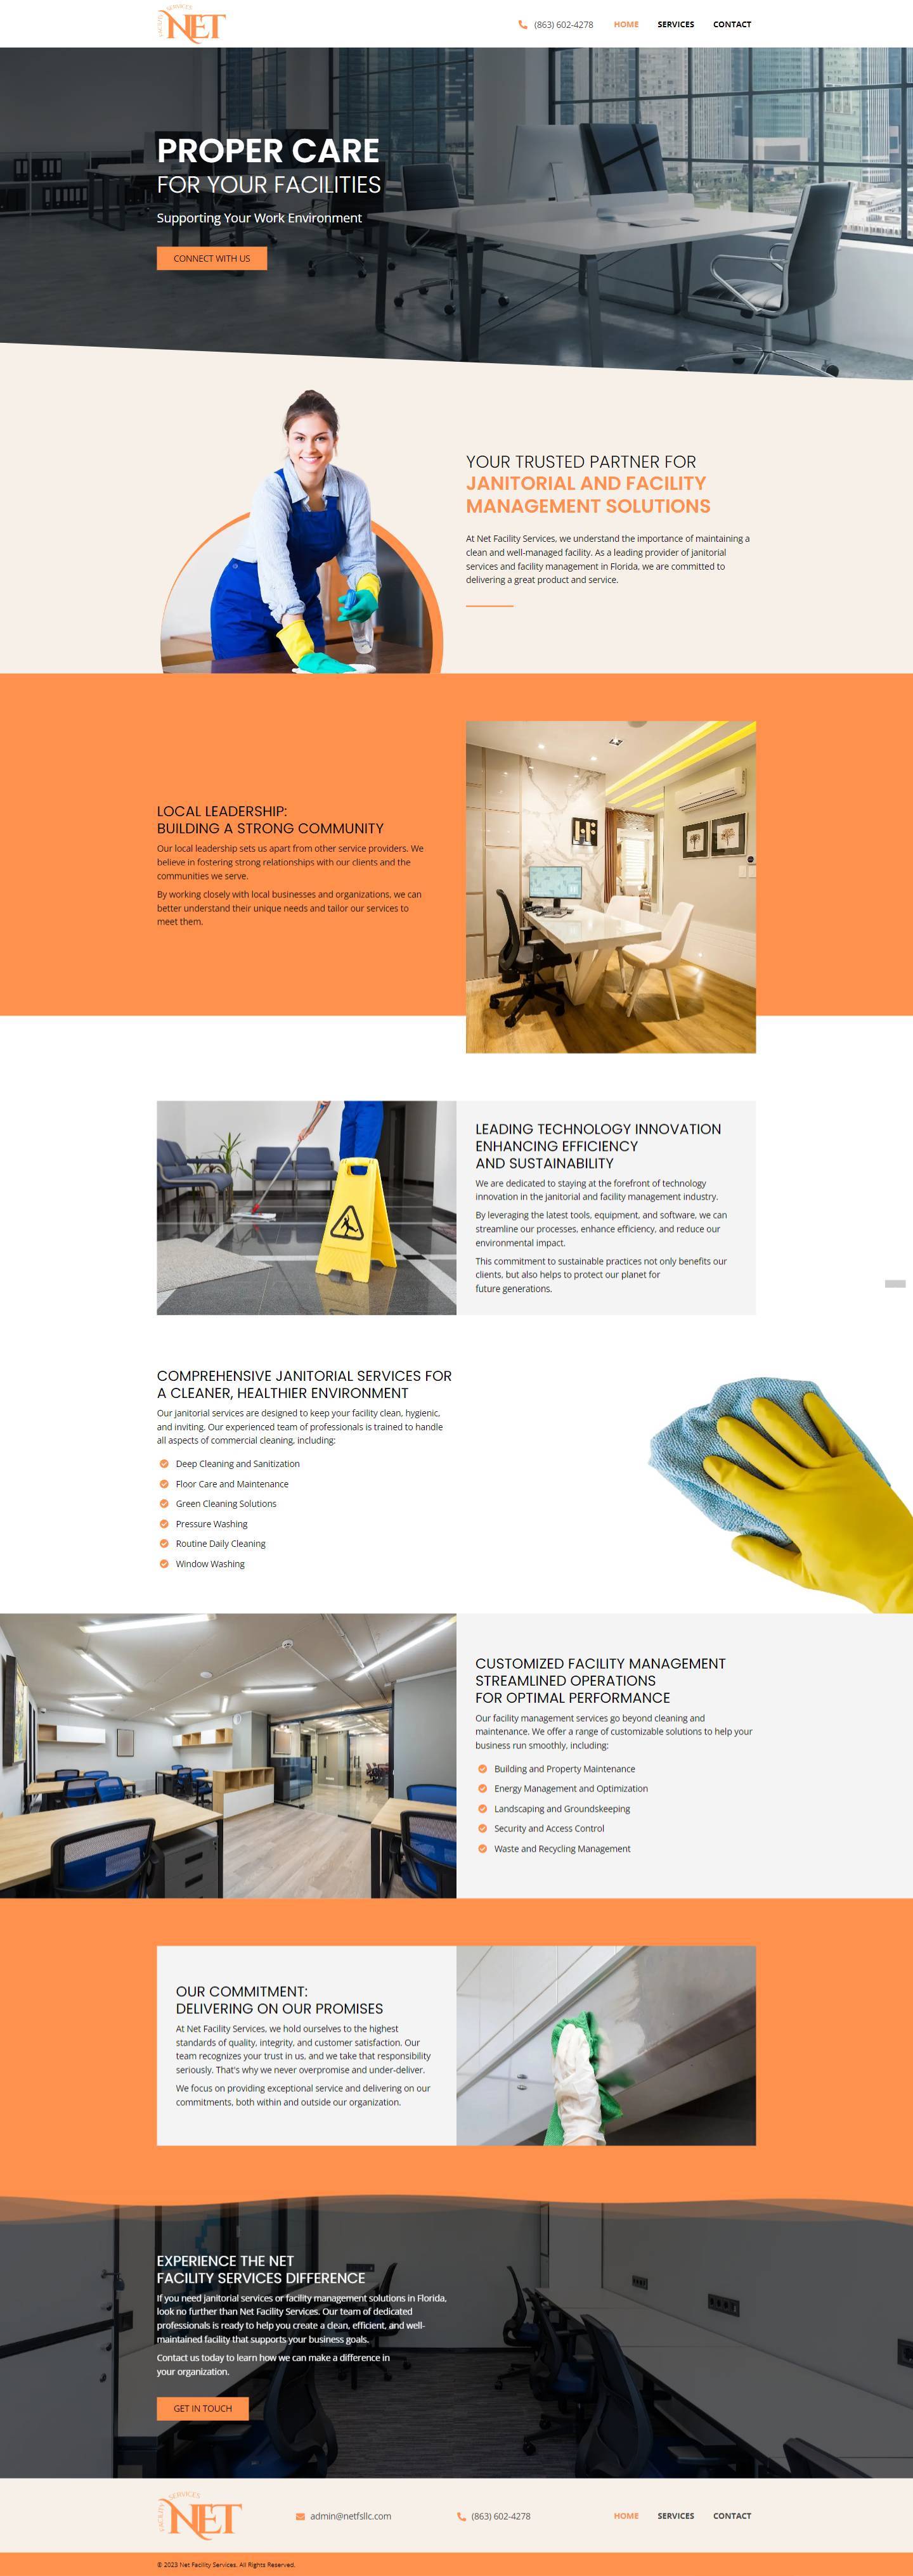 FACILITY SERVICES
NET
(863) 602-4278
HOME
SERVICES
CONTACT
PROPER CARE
FOR YOUR FACILITIES
Supporting Your Work Environment
CONNECT WITH US
YOUR TRUSTED PARTNER FOR
JANITORIAL AND FACILITY
MANAGEMENT SOLUTIONS
At Net Facility Services, we understand the importance of maintaining a
clean and well-managed facility. As a leading provider of janitorial
services and facility management in Florida, we are committed to
delivering a great product and service.
LOCAL LEADERSHIP:
BUILDING A STRONG COMMUNITY
Our local leadership sets us apart from other service providers. We
believe in fostering strong relationships with our clients and the
communities we serve.
By working closely with local businesses and organizations, we can
better understand their unique needs and tailor our services to
meet them.
LEADING TECHNOLOGY INNOVATION
ENHANCING EFFICIENCY
AND SUSTAINABILITY
We are dedicated to staying at the forefront of technology
innovation in the janitorial and facility management industry.
By leveraging the latest tools, equipment, and software, we can
streamline our processes, enhance efficiency, and reduce our
environmental impact.
This commitment to sustainable practices not only benefits our
clients, but also helps to protect our planet for
future generations.
COMPREHENSIVE JANITORIAL SERVICES FOR
A CLEANER, HEALTHIER ENVIRONMENT
Our janitorial services are designed to keep your facility clean, hygienic,
and inviting. Our experienced team of professionals is trained to handle
all aspects of commercial cleaning, including:
Deep Cleaning and Sanitization
Floor Care and Maintenance
Green Cleaning Solutions
Pressure Washing
Routine Daily Cleaning
Window Washing
CUSTOMIZED FACILITY MANAGEMENT
STREAMLINED OPERATIONS
FOR OPTIMAL PERFORMANCE
Our facility management services go beyond cleaning and
maintenance. We offer a range of customizable solutions to help your
business run smoothly, including:
Building and Property Maintenance
Energy Management and Optimization
Landscaping and Groundskeeping
Security and Access Control
Waste and Recycling Management
OUR COMMITMENT:
DELIVERING ON OUR PROMISES
At Net Facility Services, we hold ourselves to the highest
standards of quality, integrity, and customer satisfaction. Our
team recognizes your trust in us, and we take that responsibility
seriously. That's why we never overpromise and under-deliver.
We focus on providing exceptional service and delivering on our
commitments, both within and outside our organization.
EXPERIENCE THE NET
FACILITY SERVICES DIFFERENCE
If you need janitorial services or facility management solutions in Florida,
look no further than Net Facility Services. Our team of dedicated
professionals is ready to help you create a clean, efficient, and well-
maintained facility that supports your business goals.
Contact us today to learn how we can make a difference in
your organization.
GET IN TOUCH
FACILITY SERVICES
NET
admin@netfsllc.com
(863) 602-4278
HOME
SERVICES
CONTACT
© 2023 Net Facility Services. All Rights Reserved.